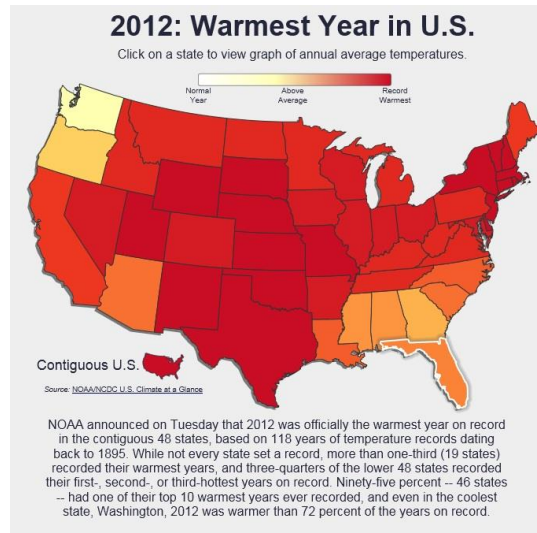 2012: Warmest Year in U.S.
Click on a state to view graph of annual average temperatures.
Normal Year
Above Average
Record Warmest
Contiguous U.S.
Source: NOAA/NCDC U.S. Climate at a Glance
NOAA announced on Tuesday that 2012 was officially the warmest year on record
in the contiguous 48 states, based on 118 years of temperature records dating
back to 1895. While not every state set a record, more than one-third (19 states)
recorded their warmest years, and three-quarters of the lower 48 states recorded
their first-, second-, or third-hottest years on record. Ninety-five percent -- 46 states
-- had one of their top 10 warmest years ever recorded, and even in the coolest
state, Washington, 2012 was warmer than 72 percent of the years on record.